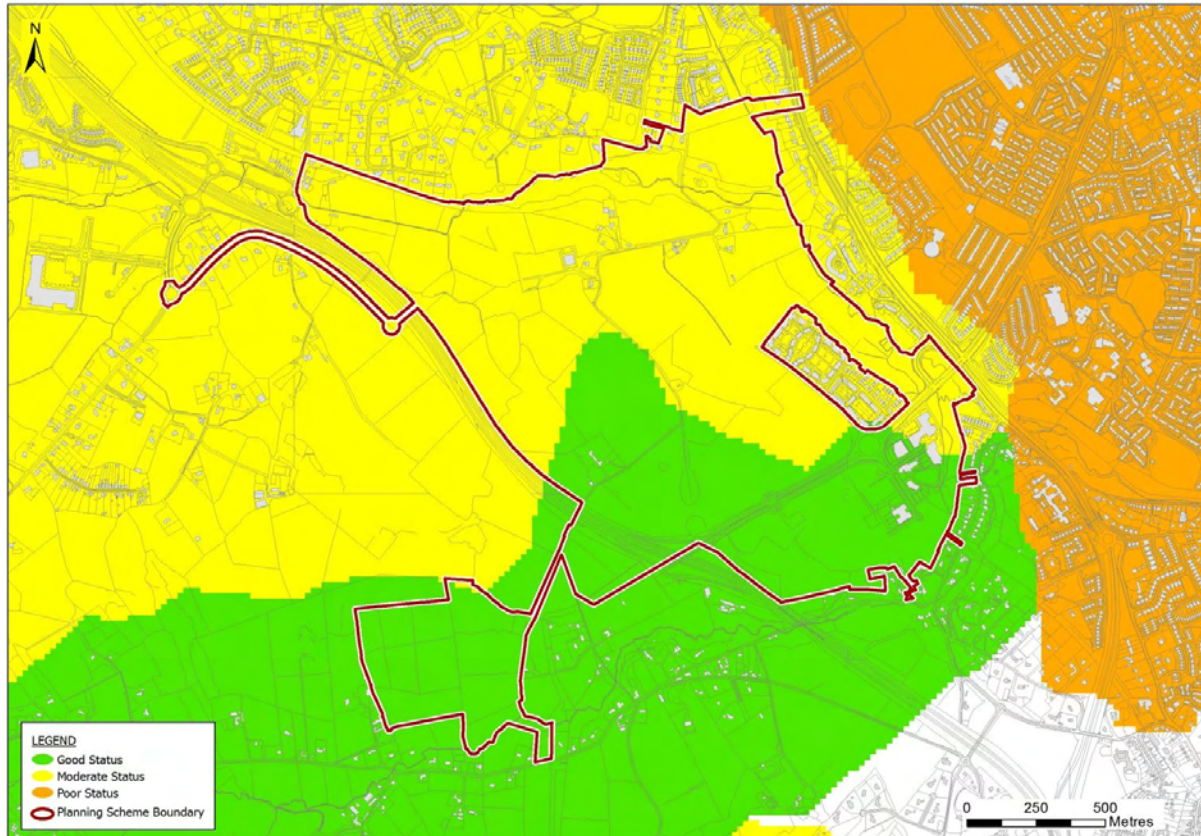 N
LEGEND
Good Status
Moderate Status
Poor Status
Planning Scheme Boundary
0 250 500
Metres